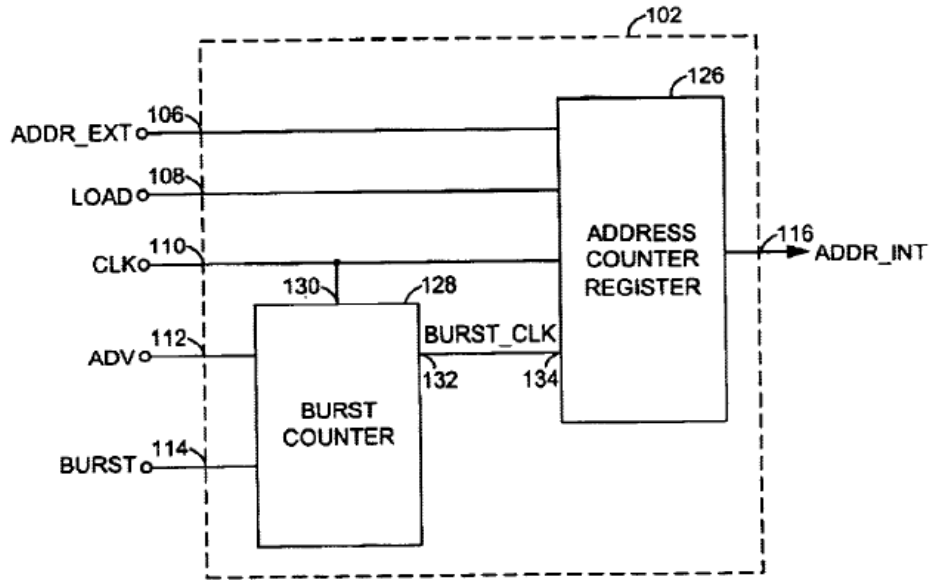 102
126
ADDR_EXT 106
LOAD 108
CLK 110
ADDRESS
COUNTER
REGISTER
116 ADDR_INT
130 128
ADV 112
BURST_CLK
132 134
BURST
COUNTER
BURST 114